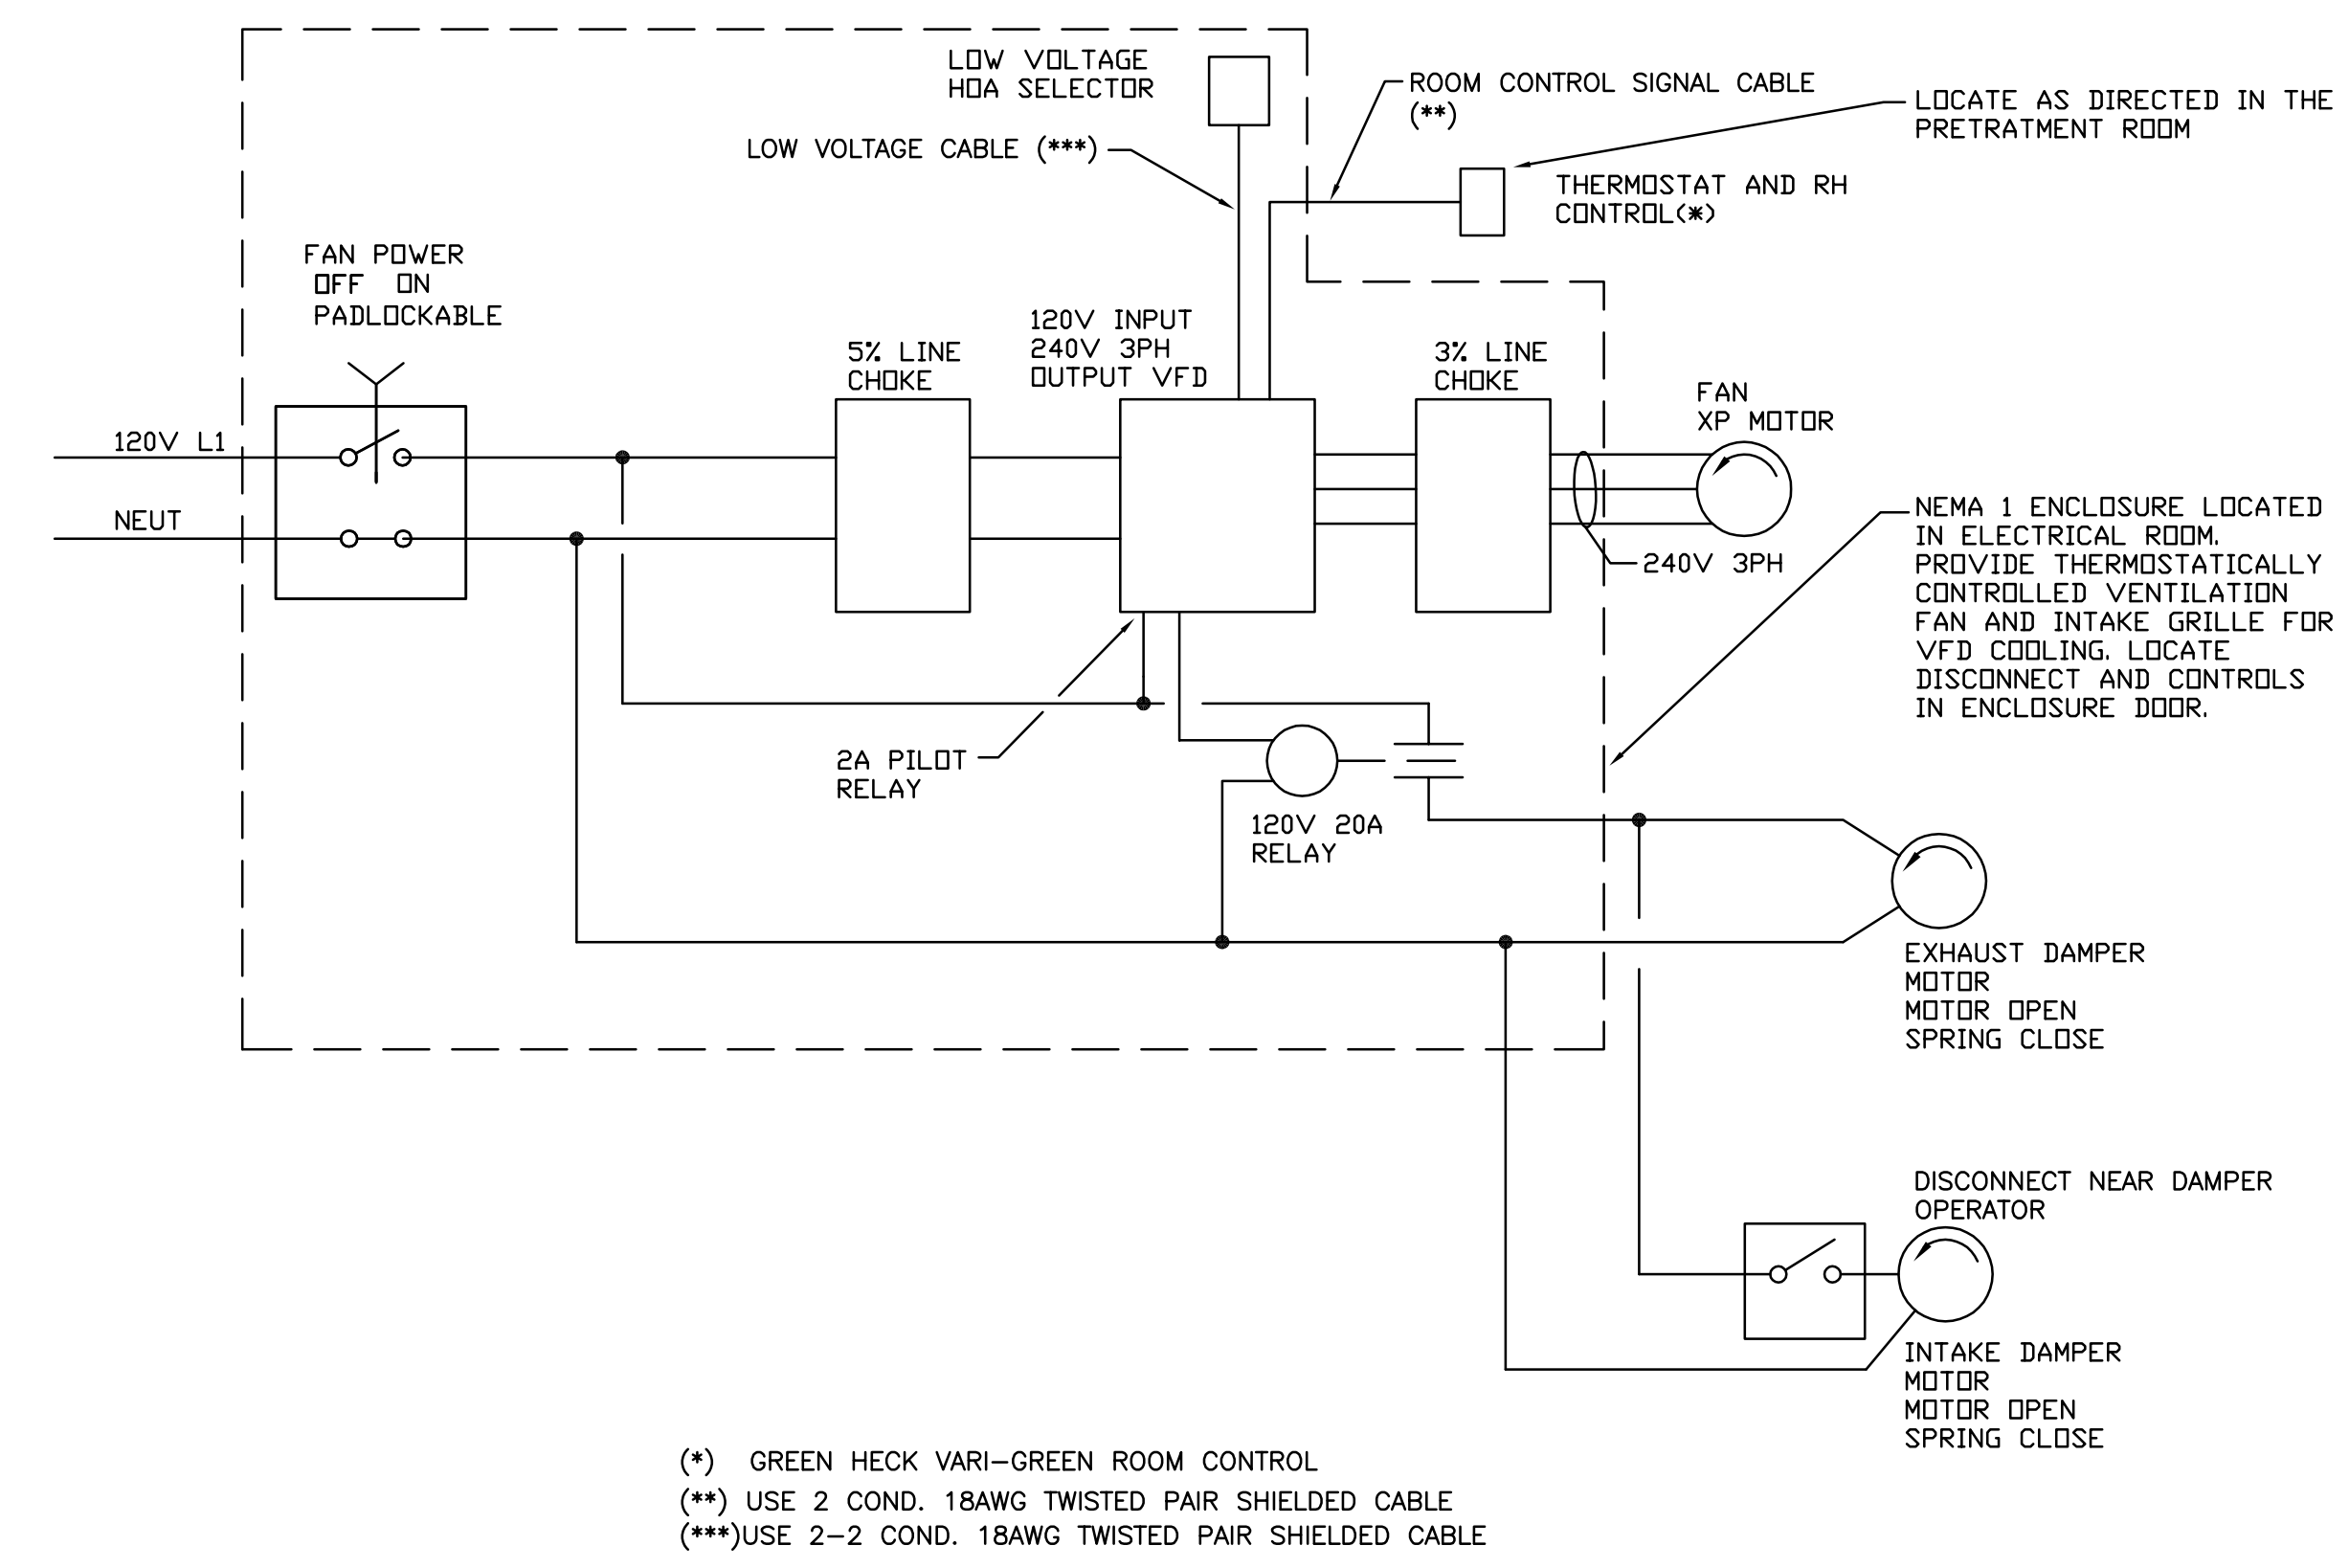 LOW VOLTAGE
HOA SELECTOR
ROOM CONTROL SIGNAL CABLE
(**)
LOCATE AS DIRECTED IN THE
PRETRATMENT ROOM
LOW VOLTAGE CABLE (***)
THERMOSTAT AND RH
CONTROL(*)
FAN POWER
OFF ON
PADLOCKABLE
120V INPUT
240V 3PH
OUTPUT VFD
5% LINE
CHOKE
3% LINE
CHOKE
FAN
XP MOTOR
120V L1
NEUT
240V 3PH
NEMA 1 ENCLOSURE LOCATED
IN ELECTRICAL ROOM.
PROVIDE THERMOSTATICALLY
CONTROLLED VENTILATION
FAN AND INTAKE GRILLE FOR
VFD COOLING. LOCATE
DISCONNECT AND CONTROLS
IN ENCLOSURE DOOR.
2A PILOT
RELAY
120V 20A
RELAY
EXHAUST DAMPER
MOTOR
MOTOR OPEN
SPRING CLOSE
DISCONNECT NEAR DAMPER
OPERATOR
INTAKE DAMPER
MOTOR
MOTOR OPEN
SPRING CLOSE
(*) GREEN HECK VARI-GREEN ROOM CONTROL
(**) USE 2 COND. 18AWG TWISTED PAIR SHIELDED CABLE
(***)USE 2-2 COND. 18AWG TWISTED PAIR SHIELDED CABLE